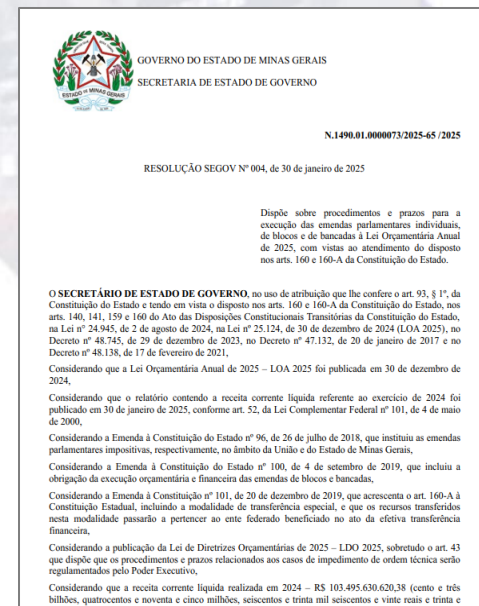 GOVERNO DO ESTADO DE MINAS GERAIS
SECRETARIA DE ESTADO DE GOVERNO
ESTADO DE MINAS GERAIS
N.1490.01.0000073/2025-65 /2025
RESOLUÇÃO SEGOV Nº 004, de 30 de janeiro de 2025
Dispõe sobre procedimentos e prazos para a
execução das emendas parlamentares individuais,
de blocos e de bancadas à Lei Orçamentária Anual
de 2025, com vistas ao atendimento do disposto
nos arts. 160 e 160-A da Constituição do Estado.
O SECRETÁRIO DE ESTADO DE GOVERNO, no uso de atribuição que lhe confere o art. 93, § 1º, da
Constituição do Estado e tendo em vista o disposto nos arts. 160 e 160-A da Constituição do Estado, nos
arts. 140, 141, 159 e 160 do Ato das Disposições Constitucionais Transitórias da Constituição do Estado,
na Lei nº 24.945, de 2 de agosto de 2024, na Lei nº 25.124, de 30 de dezembro de 2024 (LOA 2025), no
Decreto nº 48.745, de 29 de dezembro de 2023, no Decreto nº 47.132, de 20 de janeiro de 2017 e no
Decreto nº 48.138, de 17 de fevereiro de 2021,
Considerando que a Lei Orçamentária Anual de 2025 – LOA 2025 foi publicada em 30 de dezembro de
2024,
Considerando que o relatório contendo a receita corrente líquida referente ao exercício de 2024 foi
publicado em 30 de janeiro de 2025, conforme art. 52, da Lei Complementar Federal nº 101, de 4 de maio
de 2000,
Considerando a Emenda à Constituição do Estado nº 96, de 26 de julho de 2018, que instituiu as emendas
parlamentares impositivas, respectivamente, no âmbito da União e do Estado de Minas Gerais,
Considerando a Emenda à Constituição do Estado nº 100, de 4 de setembro de 2019, que incluiu a
obrigação da execução orçamentária e financeira das emendas de blocos e bancadas,
Considerando a Emenda à Constituição nº 101, de 20 de dezembro de 2019, que acrescenta o art. 160-A à
Constituição Estadual, incluindo a modalidade de transferência especial, e que os recursos transferidos
nesta modalidade passarão a pertencer ao ente federado beneficiado no ato da efetiva transferência
financeira,
Considerando a publicação da Lei de Diretrizes Orçamentárias de 2025 – LDO 2025, sobretudo o art. 43
que dispõe que os procedimentos e prazos relacionados aos casos de impedimento de ordem técnica serão
regulamentados pelo Poder Executivo,
Considerando que a receita corrente líquida realizada em 2024 – R$ 103.495.630.620,38 (cento e três
bilhões, quatrocentos e noventa e cinco milhões, seiscentos e trinta mil seiscentos e vinte reais e trinta e